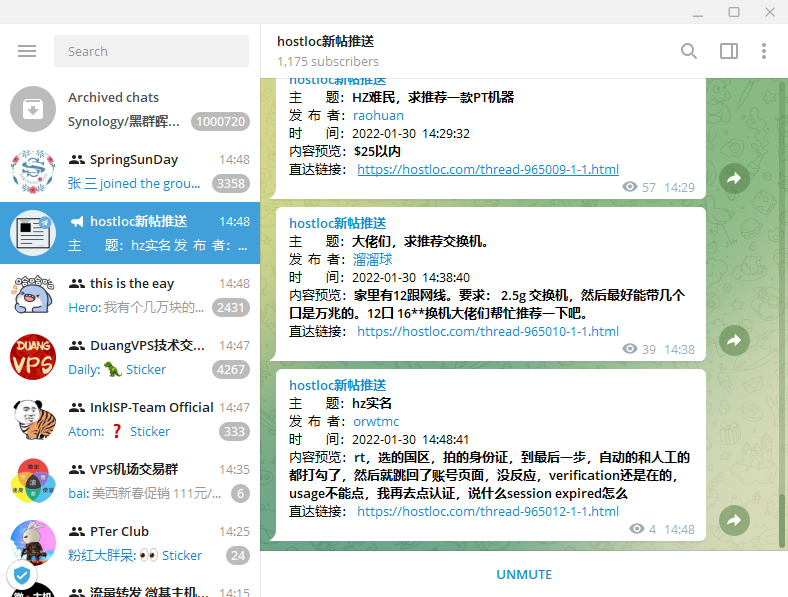 Search
Archived chats
Synology/黑群晖... 1000720
SpringSunDay 14:48
张 三 joined the grou... 3358
hostloc新帖推送 14:48
主 题：hz实名 发 布 者：...
this is the eay 14:48
Hero: 我有个几万块的... 2431
DuangVPS技术交... 14:47
Daily: Sticker 4267
InkISP-Team Official 14:47
Atom: ❓ Sticker 333
VPS机场交易群 14:35
bai: 美西新春促销 111元/... 6
PTer Club 14:25
粉红大胖呆: 👀 Sticker 24
流量转发 微基主机... 14:15
DUANG
VPS
hostloc新帖推送
1,175 subscribers
hostloc新帖推送
主 题：HZ难民，求推荐一款PT机器
发 布 者：raohuan
时 间：2022-01-30 14:29:32
内容预览：$25以内
直达链接： https://hostloc.com/thread-965009-1-1.html
57 14:29
hostloc新帖推送
主 题：大佬们，求推荐交换机。
发 布 者：溜溜球
时 间：2022-01-30 14:38:40
内容预览：家里有12跟网线。要求： 2.5g 交换机，然后最好能带几个
口是万兆的。12口 16**换机大佬们帮忙推荐一下吧。
直达链接： https://hostloc.com/thread-965010-1-1.html
39 14:38
hostloc新帖推送
主 题：hz实名
发 布 者：orwtmc
时 间：2022-01-30 14:48:41
内容预览：rt，选的国区，拍的身份证，到最后一步，自动的和人工的
都打勾了，然后就跳回了账号页面，没反应，verification还是在的，
usage不能点，我再去点认证，说什么session expired怎么
直达链接： https://hostloc.com/thread-965012-1-1.html
4 14:48
UNMUTE